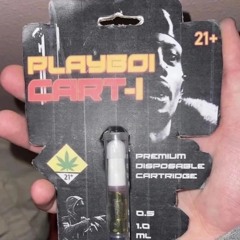 21+
PLAYBOI
CART-I
21+
PREMIUM
DISPOSABLE
CARTRIDGE
0.5
1.0
ML